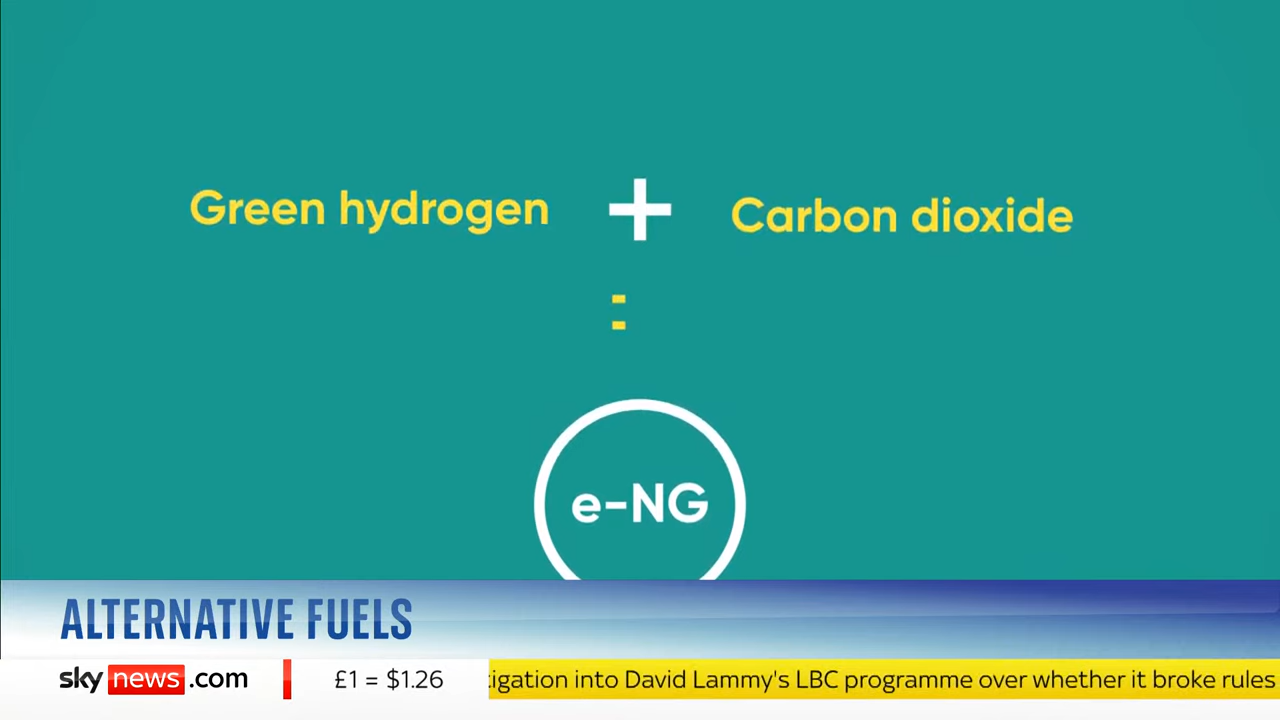 Green hydrogen + Carbon dioxide
e-NG
ALTERNATIVE FUELS
sky news.com
£1 = $1.26
into David Lammy's LBC programme over whether it broke rules